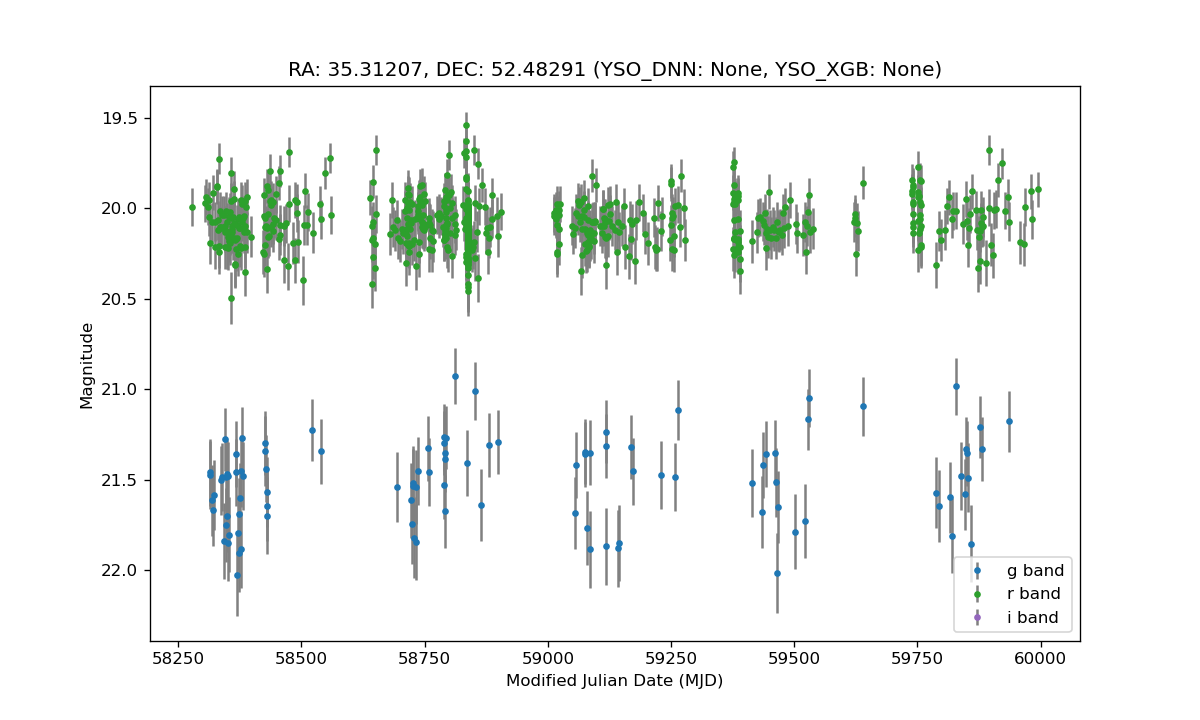 RA: 35.31207, DEC: 52.48291 (YSO_DNN: None, YSO_XGB: None)
Magnitude
19.5
20.0
20.5
21.0
21.5
22.0
g band
r band
i band
58250 58500 58750 59000 59250 59500 59750 60000
Modified Julian Date (MJD)